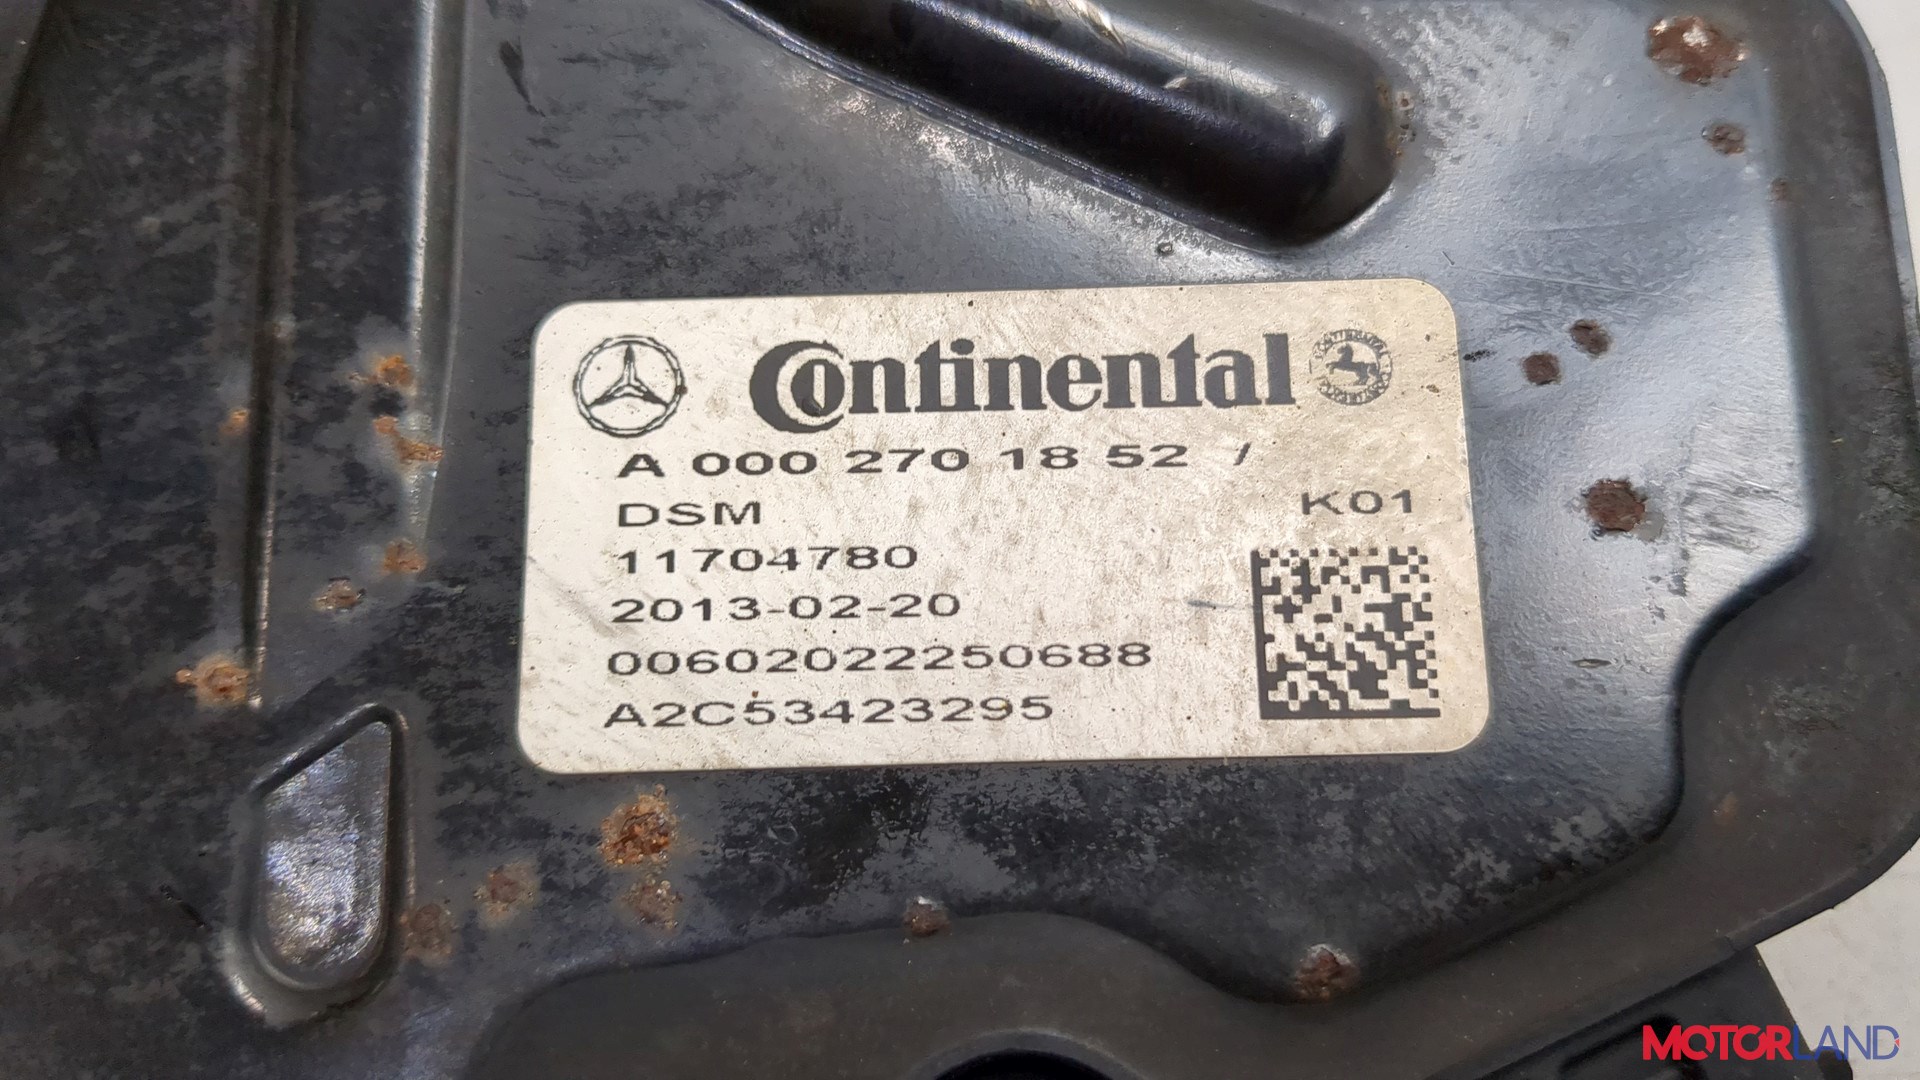 Continental
A 000 270 18 52 /
DSM K01
11704780
2013-02-20
00602022250688
A2C53423295
MOTORLAND